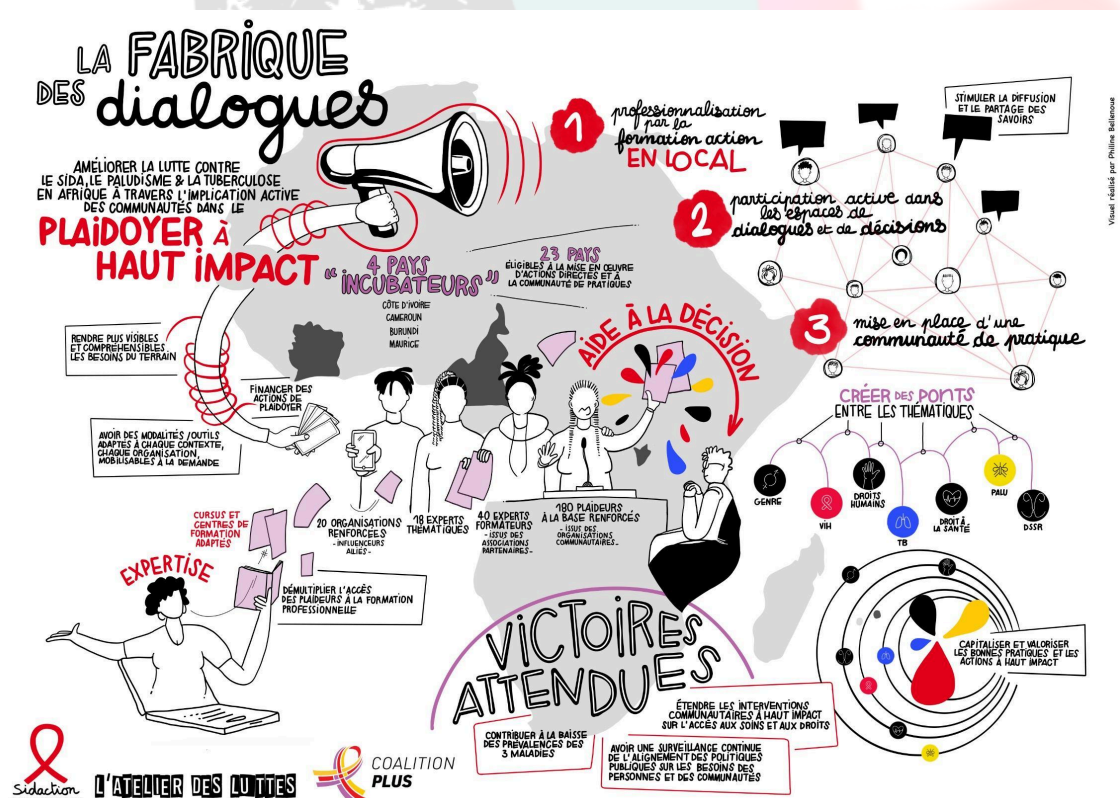 LA FABRIQUE
DES dialogues
AMÉLIORER LA LUTTE CONTRE
LE SIDA, LE PALUDISME & LA TUBERCULOSE
EN AFRIQUE À TRAVERS L'IMPLICATION ACTIVE
DES COMMUNAUTÉS DANS LE
PLAIDOYER À
HAUT IMPACT
1
professionnalisation
par la
formation action
EN LOCAL
STIMULER LA DIFFUSION
ET LE PARTAGE DES
SAVOIRS
Visuel réalisé par Philine Bellenoue
2
participation active dans
les espaces de
dialogues et de décisions
"4 PAYS
INCUBATEURS"
CÔTE D'IVOIRE
CAMEROUN
BURUNDI
MAURICE
23 PAYS
ÉLIGIBLES À LA MISE EN ŒUVRE
D'ACTIONS DIRECTES ET À
LA COMMUNAUTÉ DE PRATIQUES
3
mise en place d'une
communauté de pratique
RENDRE PLUS VISIBLES
ET COMPRÉHENSIBLES
LES BESOINS DU TERRAIN
FINANCER DES
ACTIONS DE
PLAIDOYER
AVOIR DES MODALITÉS/OUTILS
ADAPTÉS À CHAQUE CONTEXTE,
CHAQUE ORGANISATION,
MOBILISABLES À LA DEMANDE
AIDE À LA DÉCISION
CRÉER DES PONTS
ENTRE LES THÉMATIQUES
GENRE
VIH
DROITS
HUMAINS
TB
DROIT À
LA SANTÉ
PALU
DSSR
CURSUS ET
CENTRES DE
FORMATION
ADAPTÉS
20 ORGANISATIONS
RENFORCÉES
- INFLUENCEURS
ALLIÉS -
18 EXPERTS
THÉMATIQUES
40 EXPERTS
FORMATEURS
- ISSUS DES
ASSOCIATIONS
PARTENAIRES -
180 PLAIDEURS
À LA BASE RENFORCÉS
- ISSUS DES
ORGANISATIONS
COMMUNAUTAIRES -
EXPERTISE
DÉMULTIPLIER L'ACCÈS
DES PLAIDEURS À LA FORMATION
PROFESSIONNELLE
VICTOIRES
ATTENDUES
CONTRIBUER À LA BAISSE
DES PRÉVALENCES DES
3 MALADIES
ÉTENDRE LES INTERVENTIONS
COMMUNAUTAIRES À HAUT IMPACT
SUR L'ACCÈS AUX SOINS ET AUX DROITS
AVOIR UNE SURVEILLANCE CONTINUE
DE L'ALIGNEMENT DES POLITIQUES
PUBLIQUES SUR LES BESOINS DES
PERSONNES ET DES COMMUNAUTÉS
CAPITALISER ET VALORISER
LES BONNES PRATIQUES ET LES
ACTIONS À HAUT IMPACT
Sidaction
L'ATELIER DES LUTTES
COALITION
PLUS